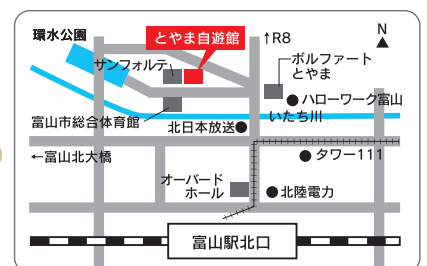 環水公園
とやま自遊館
↑R8
N
サンフォルテ
ボルファート
とやま
ハローワーク富山
富山市総合体育館
いたち川
北日本放送
←富山北大橋
タワー111
オーバード
ホール
北陸電力
富山駅北口